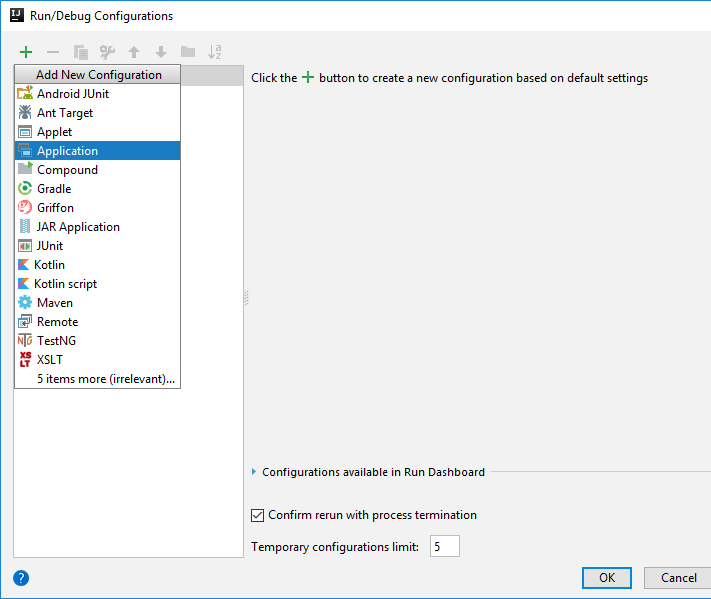 Run/Debug Configurations
Add New Configuration
Android JUnit
Ant Target
Applet
Application
Compound
Gradle
Griffon
JAR Application
JUnit
Kotlin
Kotlin script
Maven
Remote
TestNG
XSLT
5 items more (irrelevant)...
Click the + button to create a new configuration based on default settings
Configurations available in Run Dashboard
Confirm rerun with process termination
Temporary configurations limit: 5
? OK Cancel